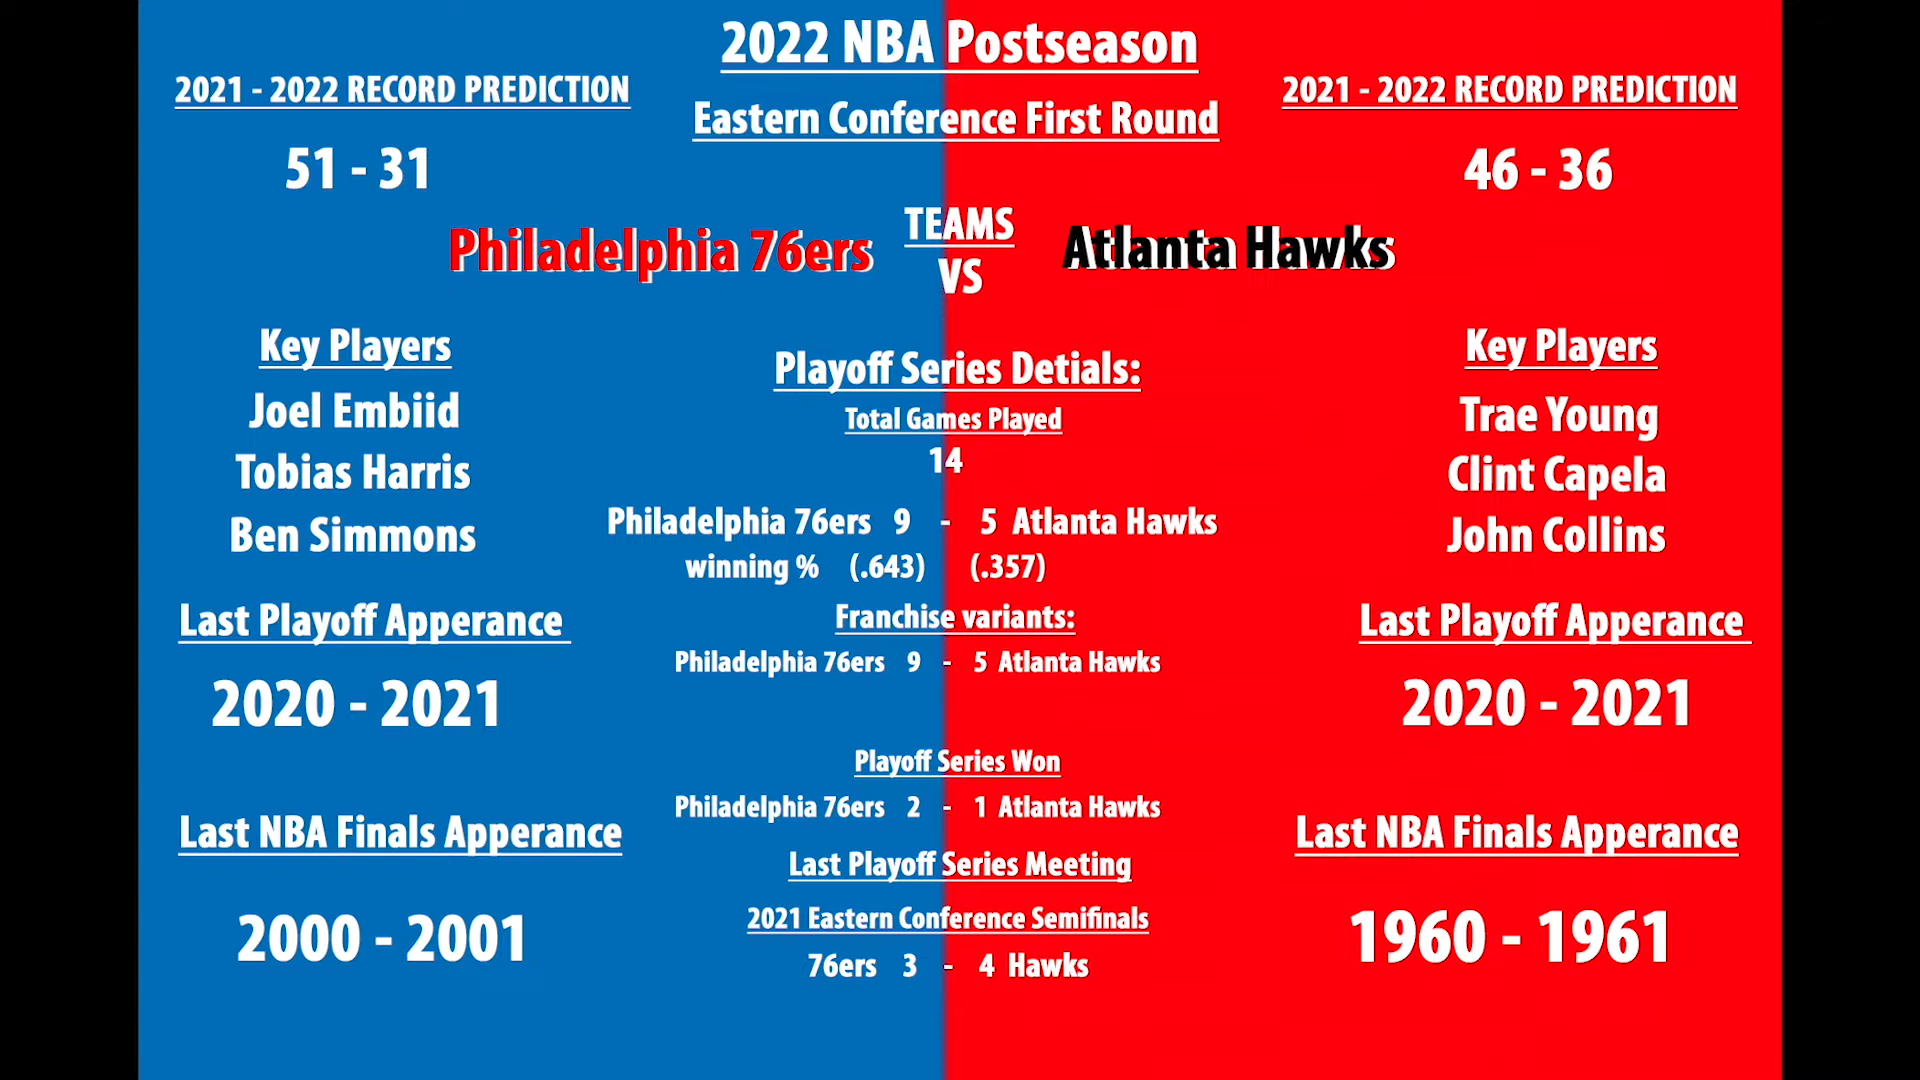 2022 NBA Postseason
Eastern Conference First Round
2021 - 2022 RECORD PREDICTION
51 - 31
2021 - 2022 RECORD PREDICTION
46 - 36
TEAMS
Philadelphia 76ers VS Atlanta Hawks
Key Players
Joel Embiid
Tobias Harris
Ben Simmons
Last Playoff Apperance
2020 - 2021
Last NBA Finals Apperance
2000 - 2001
Playoff Series Detials:
Total Games Played
14
Philadelphia 76ers 9 - 5 Atlanta Hawks
winning % (.643) (.357)
Franchise variants:
Philadelphia 76ers 9 - 5 Atlanta Hawks
Playoff Series Won
Philadelphia 76ers 2 - 1 Atlanta Hawks
Last Playoff Series Meeting
2021 Eastern Conference Semifinals
76ers 3 - 4 Hawks
Key Players
Trae Young
Clint Capela
John Collins
Last Playoff Apperance
2020 - 2021
Last NBA Finals Apperance
1960 - 1961